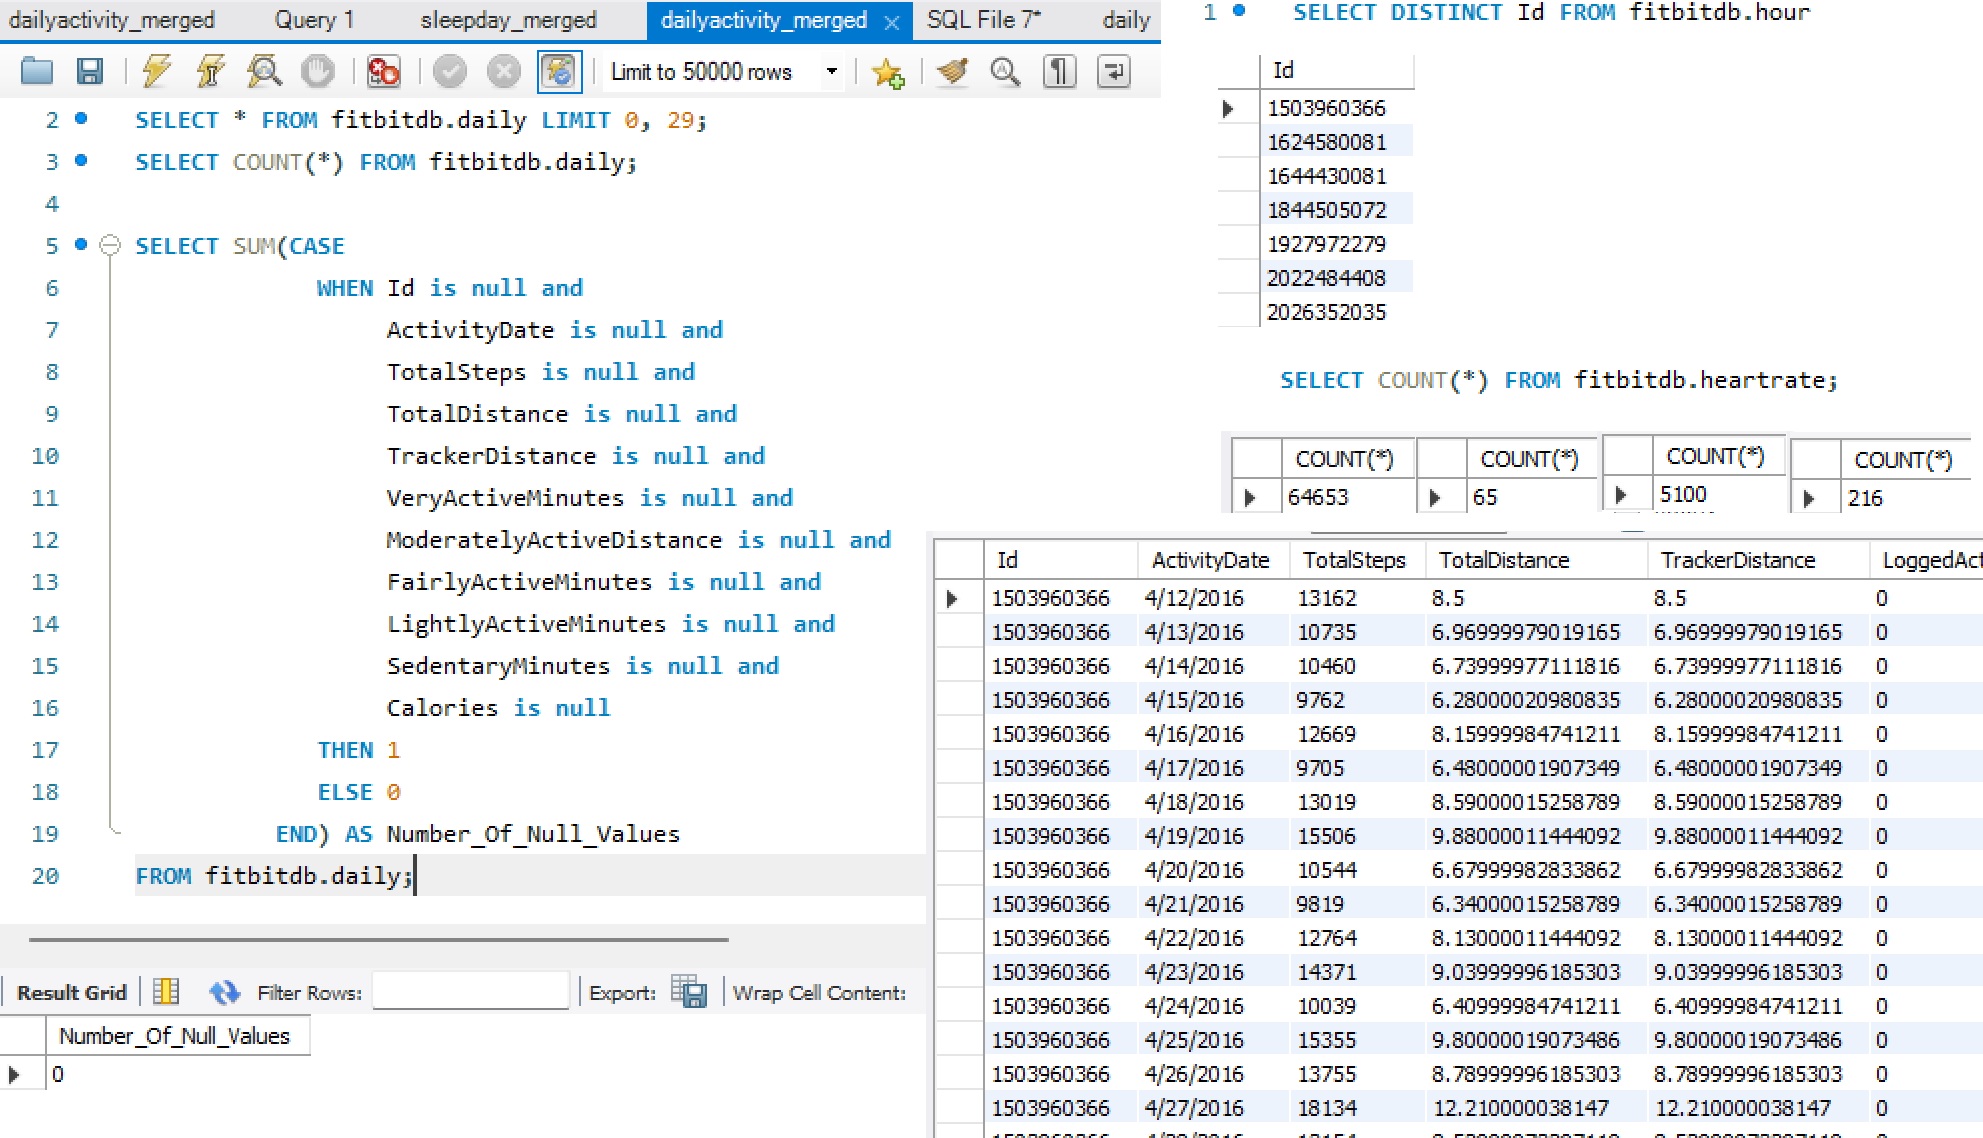 dailyactivity_merged Query 1 sleepday_merged dailyactivity_merged SQL File 7* daily
Limit to 50000 rows
2 SELECT * FROM fitbitdb.daily LIMIT 0, 29;
3 SELECT COUNT(*) FROM fitbitdb.daily;
4
5 SELECT SUM(CASE
6 WHEN Id is null and
7 ActivityDate is null and
8 TotalSteps is null and
9 TotalDistance is null and
10 TrackerDistance is null and
11 VeryActiveMinutes is null and
12 ModeratelyActiveDistance is null and
13 FairlyActiveMinutes is null and
14 LightlyActiveMinutes is null and
15 SedentaryMinutes is null and
16 Calories is null
17 THEN 1
18 ELSE 0
19 END) AS Number_Of_Null_Values
20 FROM fitbitdb.daily;
Result Grid Filter Rows: Export: Wrap Cell Content:
Number_Of_Null_Values
0
1 SELECT DISTINCT Id FROM fitbitdb.hour
Id
1503960366
1624580081
1644430081
1844505072
1927972279
2022484408
2026352035
SELECT COUNT(*) FROM fitbitdb.heartrate;
COUNT(*) COUNT(*) COUNT(*) COUNT(*)
64653 65 5100 216
Id ActivityDate TotalSteps TotalDistance TrackerDistance LoggedAct
1503960366 4/12/2016 13162 8.5 8.5 0
1503960366 4/13/2016 10735 6.96999979019165 6.96999979019165 0
1503960366 4/14/2016 10460 6.73999977111816 6.73999977111816 0
1503960366 4/15/2016 9762 6.28000020980835 6.28000020980835 0
1503960366 4/16/2016 12669 8.15999984741211 8.15999984741211 0
1503960366 4/17/2016 9705 6.48000001907349 6.48000001907349 0
1503960366 4/18/2016 13019 8.59000015258789 8.59000015258789 0
1503960366 4/19/2016 15506 9.88000011444092 9.88000011444092 0
1503960366 4/20/2016 10544 6.67999982833862 6.67999982833862 0
1503960366 4/21/2016 9819 6.34000015258789 6.34000015258789 0
1503960366 4/22/2016 12764 8.13000011444092 8.13000011444092 0
1503960366 4/23/2016 14371 9.03999996185303 9.03999996185303 0
1503960366 4/24/2016 10039 6.40999984741211 6.40999984741211 0
1503960366 4/25/2016 15355 9.80000019073486 9.80000019073486 0
1503960366 4/26/2016 13755 8.78999996185303 8.78999996185303 0
1503960366 4/27/2016 18134 12.210000038147 12.210000038147 0